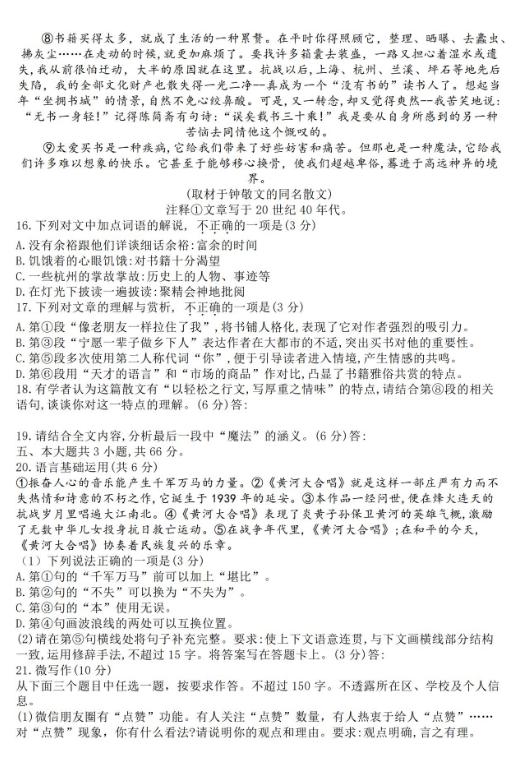 ⑧书籍买得太多，就成了生活的一种累赘。在平时你得照顾它，整理、晒曝、去蠹虫、
拂灰尘……在走动的时候，就更加麻烦了。要找许多箱囊去装盛，一路又担心着湿水或遗
失，我从前很怕迁动，大半的原因就在这里。抗战以后，上海、杭州、兰溪、坪石等地先后
失陷，我的全部文化财产也散失得一光二净--真成为一个“没有书的”读书人了。想起当
年“坐拥书城”的情景，自然不免心绞鼻酸。可是，又一转念，却又觉得爽然--我苦笑地说：
“无书一身轻！”记得陈简斋有句诗：“误矣载书三十乘！”我是要从自身所感到的另一种
苦恼去同情他这个慨叹的。
⑨太爱买书是一种疾病，它给我们带来了好些妨害和痛苦。但那也是一种魔法，它给我
们许多难以想象的快乐。它甚至于能够移心换骨，使我们超越卑俗，蓦进于高远神异的境
界。
(取材于钟敬文的同名散文)
注释①文章写于 20 世纪 40 年代。
16.下列对文中加点词语的解说，不正确的一项是(3 分)
A.没有余裕跟他们详谈细话余裕:富余的时间
B.饥饿着的心眼饥饿:对书籍十分渴望
C.一些杭州的掌故掌故:历史上的人物、事迹等
D.在灯光下披读一遍披读:聚精会神地批阅
17.下列对文章的理解与赏析，不正确的一项是(3 分)
A.第①段“像老朋友一样拉住了我”,将书铺人格化,表现了它对作者强烈的吸引力。
B.第③段“宁愿一辈子做乡下人”表达作者在大都市的不适,突出买书对他的重要性。
C.第⑤段多次使用第二人称代词“你”,便于引导读者进入情境,产生情感的共鸣。
D.第⑥段用“天才的语言”和“市场的商品”作对比,凸显了书籍雅俗共赏的特点。
18.有学者认为这篇散文有“以轻松之行文,写厚重之情味”的特点,请结合第⑧段的相关
语句,谈谈你对这一特点的理解。(6 分)答:
19.请结合全文内容,分析最后一段中“魔法”的涵义。(6 分)答:
五、本大题共 3 小题,共 66 分。
20.语言基础运用(共 6 分)
①振奋人心的音乐能产生千军万马的力量。②《黄河大合唱》就是这样一部庄严有力而不
失热情和诗意的不朽之作,它诞生于 1939 年的延安。③本作品一经问世,便在烽火连天的
抗战岁月里唱遍大江南北。④《黄河大合唱》表现了炎黄子孙保卫黄河的英雄气概,激励
了无数中华儿女投身抗日救亡运动。⑤在战争年代里,《黄河大合唱》;在和平的今天,
《黄河大合唱》协奏着民族复兴的乐章。
(1)下列说法正确的一项是(3 分)
A.第①句的“千军万马”前可以加上“堪比”。
B.第②句的“不失”可以换为“不失为”。
C.第③句的“本”使用无误。
D.第④句画波浪线的两处可以互换位置。
(2)请在第⑤句横线处将句子补充完整。要求:使上下文语意连贯,与下文画横线部分结构
一致,运用修辞手法,不超过 15 字。将答案写在答题卡上。(3 分)答:
21.微写作(10 分)
从下面三个题目中任选一题，按要求作答。不超过 150 字。不透露所在区、学校及个人信
息。
(1)微信朋友圈有“点赞”功能。有人关注“点赞”数量，有人热衷于给人“点赞”……
对“点赞”现象，你有什么看法?请说明你的观点和理由。要求:观点明确,言之有理。